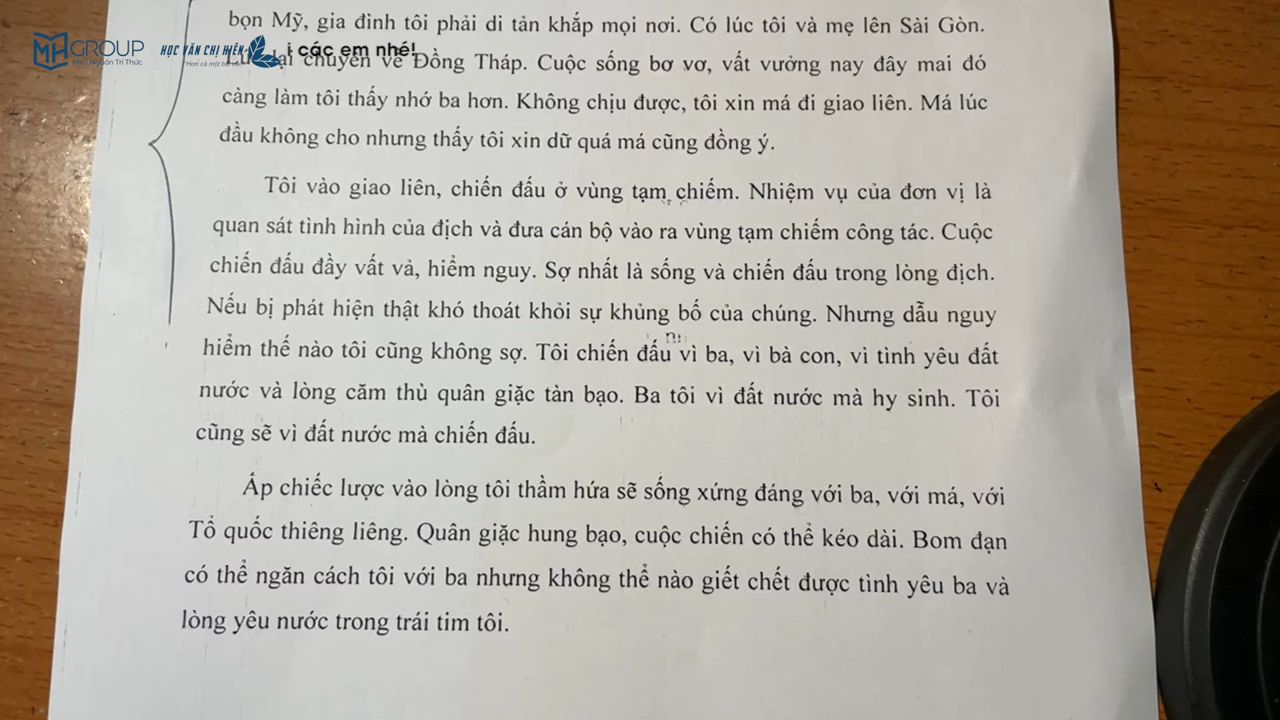 bọn Mỹ, gia đình tôi phải di tản khắp mọi nơi. Có lúc tôi và mẹ lên Sài Gòn.
MH GROUP
Khơi Nguồn Tri Thức
HỌC VĂN CHỊ HIÊN
"Hơn cả một bài văn"
i các em nhé!
lại chuyển về Đồng Tháp. Cuộc sống bơ vơ, vất vưởng nay đây mai đó
càng làm tôi thấy nhớ ba hơn. Không chịu được, tôi xin má đi giao liên. Má lúc
đầu không cho nhưng thấy tôi xin dữ quá má cũng đồng ý.
Tôi vào giao liên, chiến đấu ở vùng tạm chiếm. Nhiệm vụ của đơn vị là
quan sát tình hình của địch và đưa cán bộ vào ra vùng tạm chiếm công tác. Cuộc
chiến đấu đầy vất vả, hiểm nguy. Sợ nhất là sống và chiến đấu trong lòng địch.
Nếu bị phát hiện thật khó thoát khỏi sự khủng bố của chúng. Nhưng dẫu nguy
hiểm thế nào tôi cũng không sợ. Tôi chiến đấu vì ba, vì bà con, vì tình yêu đất
nước và lòng căm thù quân giặc tàn bạo. Ba tôi vì đất nước mà hy sinh. Tôi
cũng sẽ vì đất nước mà chiến đấu.
Áp chiếc lược vào lòng tôi thầm hứa sẽ sống xứng đáng với ba, với má, với
Tổ quốc thiêng liêng. Quân giặc hung bạo, cuộc chiến có thể kéo dài. Bom đạn
có thể ngăn cách tôi với ba nhưng không thể nào giết chết được tình yêu ba và
lòng yêu nước trong trái tim tôi.